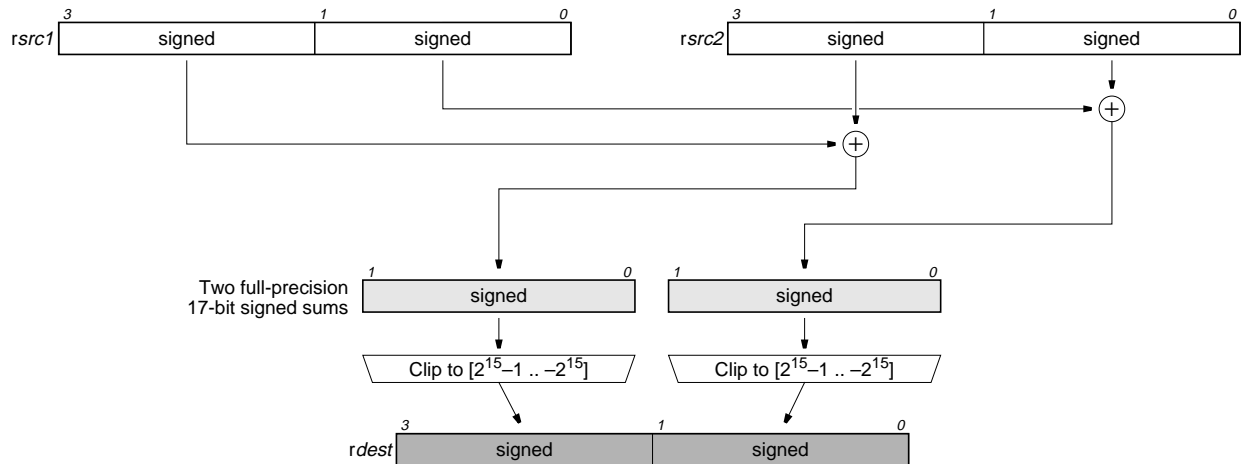 3 1 0 3 1 0
rsrc1 signed signed rsrc2 signed signed
+
+
1 0 1 0
Two full-precision
17-bit signed sums
signed signed
Clip to [2¹⁵–1 .. –2¹⁵] Clip to [2¹⁵–1 .. –2¹⁵]
3 1 0
rdest signed signed